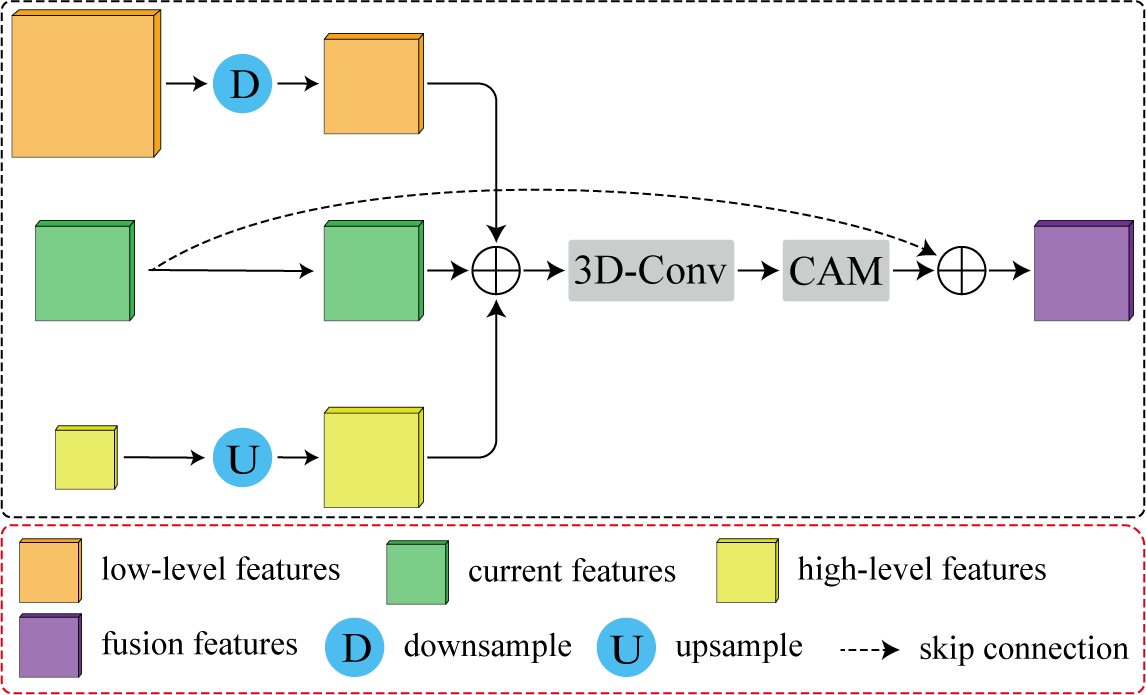 D
3D-Conv CAM
U
low-level features current features high-level features
fusion features D downsample U upsample skip connection